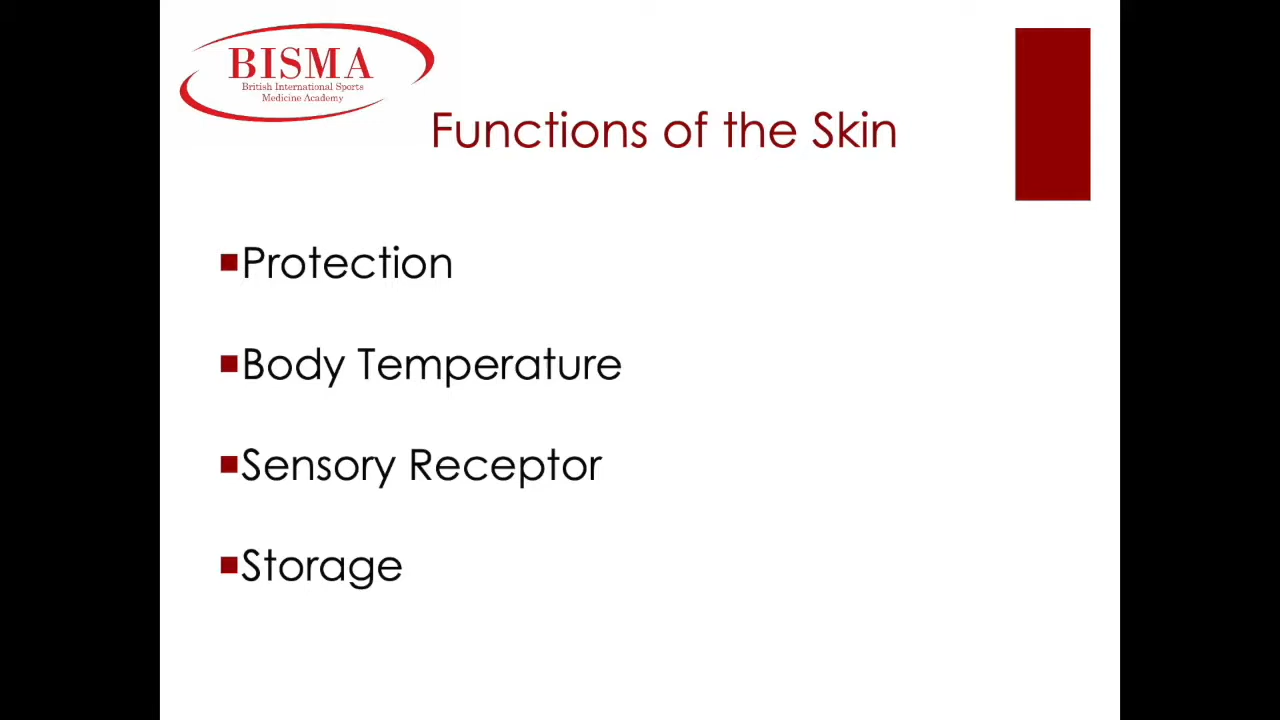 BISMA
British International Sports
Medicine Academy
Functions of the Skin
Protection
Body Temperature
Sensory Receptor
Storage